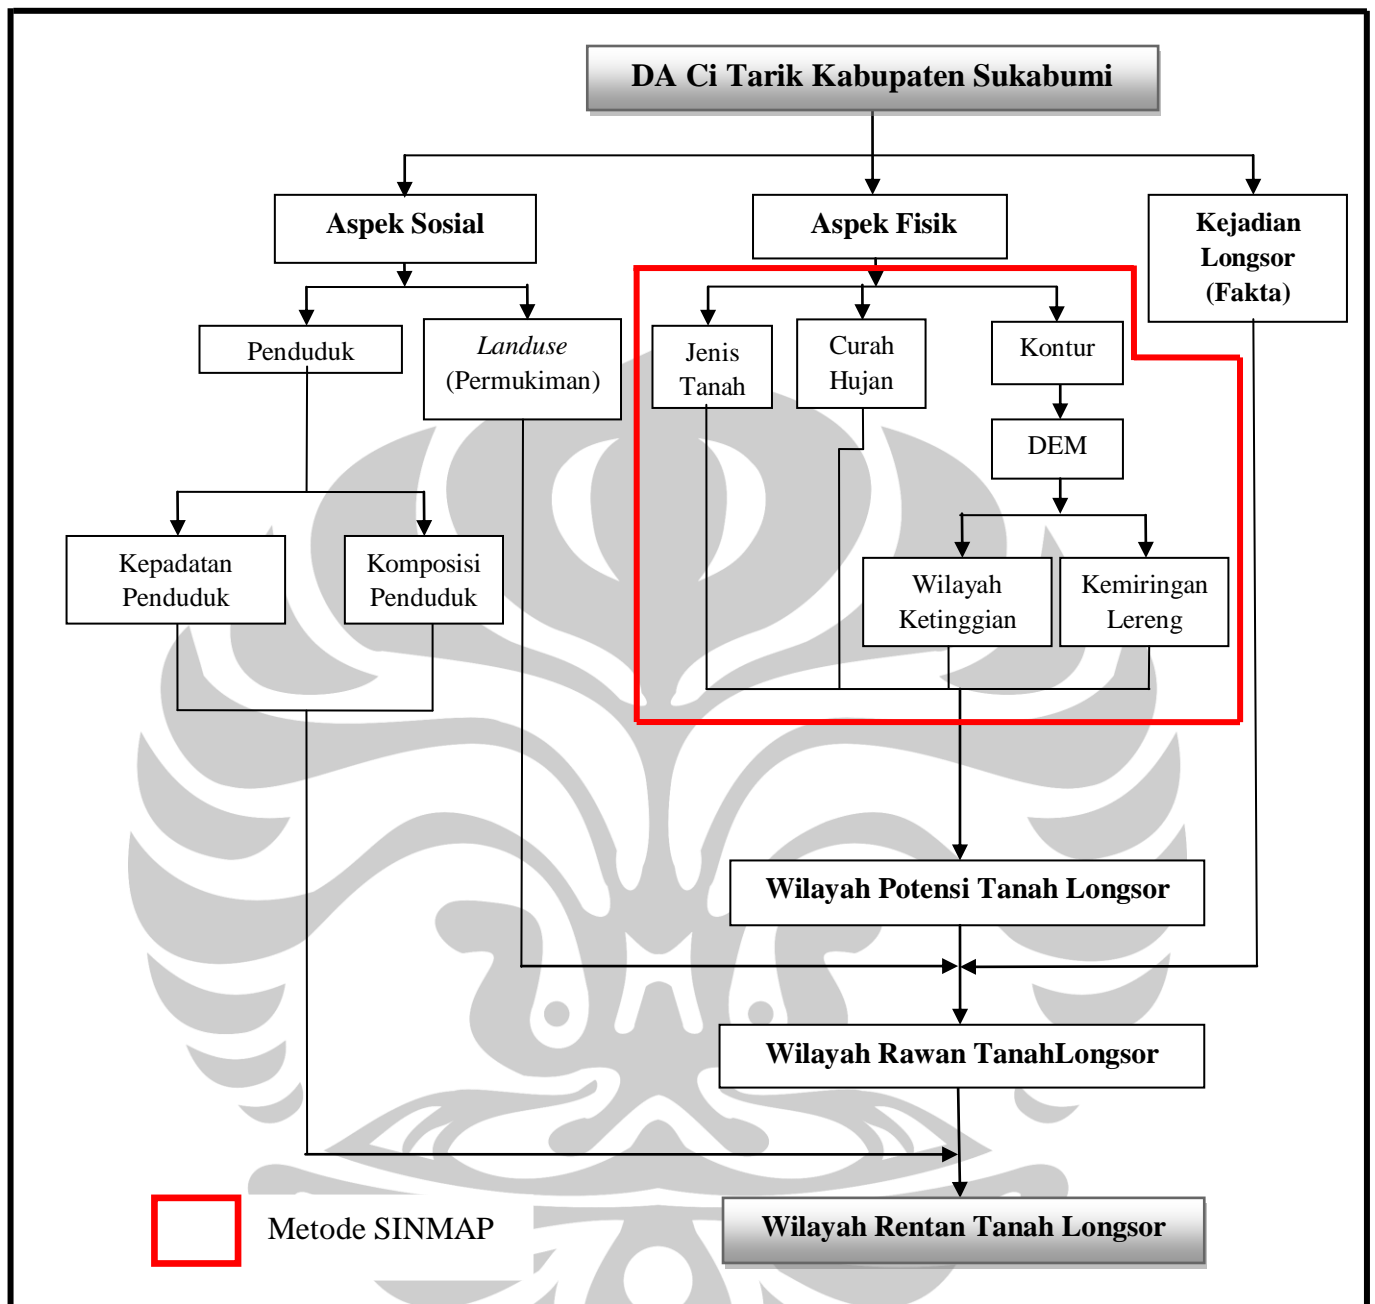 DA Ci Tarik Kabupaten Sukabumi
Aspek Sosial
Aspek Fisik
Kejadian
Longsor
(Fakta)
Penduduk
Landuse
(Permukiman)
Jenis
Tanah
Curah
Hujan
Kontur
DEM
Kepadatan
Penduduk
Komposisi
Penduduk
Wilayah
Ketinggian
Kemiringan
Lereng
Wilayah Potensi Tanah Longsor
Wilayah Rawan TanahLongsor
Wilayah Rentan Tanah Longsor
Metode SINMAP